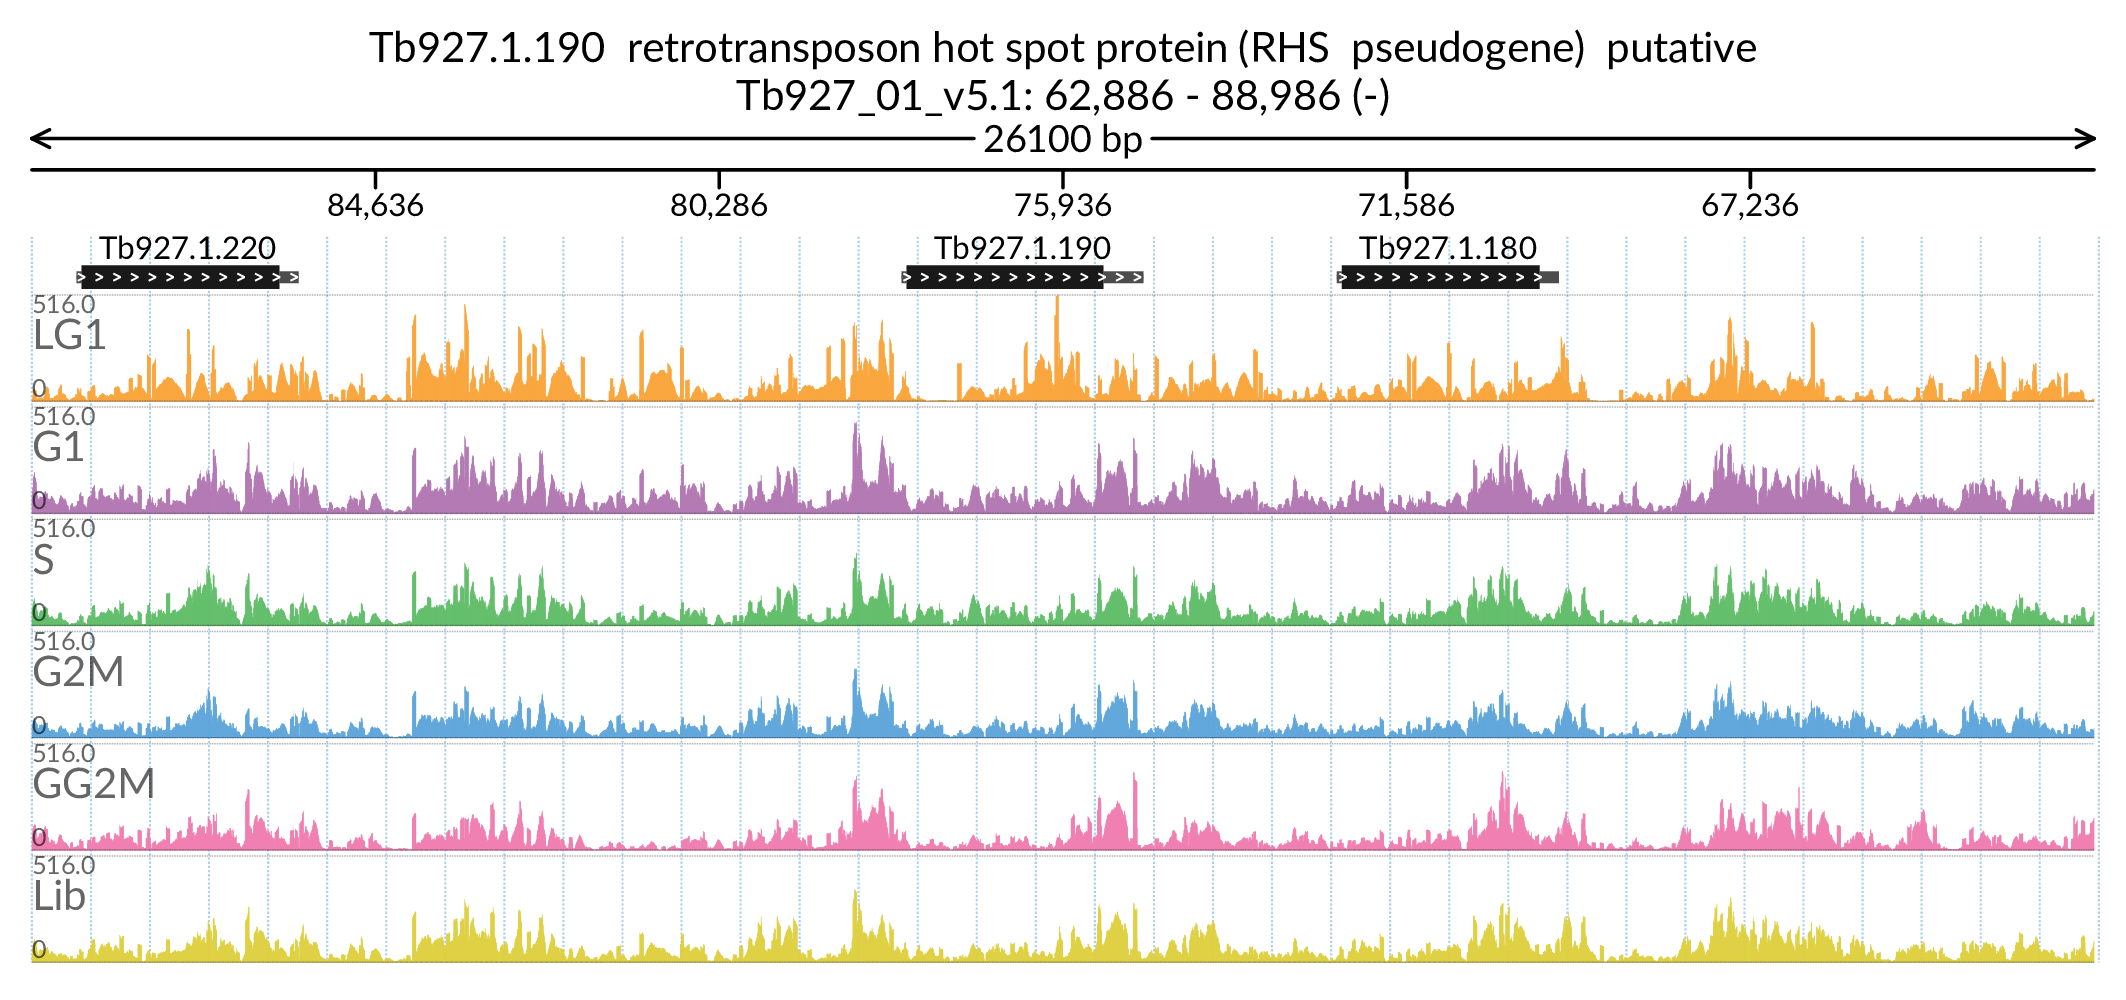 Tb927.1.190 retrotransposon hot spot protein (RHS pseudogene) putative
Tb927_01_v5.1: 62,886 - 88,986 (-)
26100 bp
84,636 80,286 75,936 71,586 67,236
Tb927.1.220 Tb927.1.190 Tb927.1.180
516.0
LG1
0
516.0
G1
0
516.0
S
0
516.0
G2M
0
516.0
GG2M
0
516.0
Lib
0